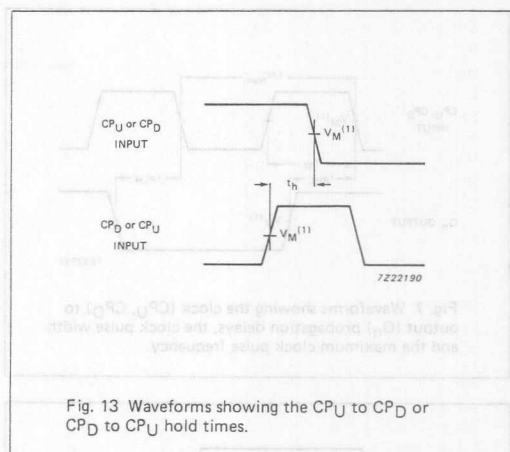 CPU or CPD
INPUT
VM(1)
th
CPD or CPU
INPUT
VM(1)
7Z22190
Fig. 13 Waveforms showing the CPU to CPD or
CPD to CPU hold times.